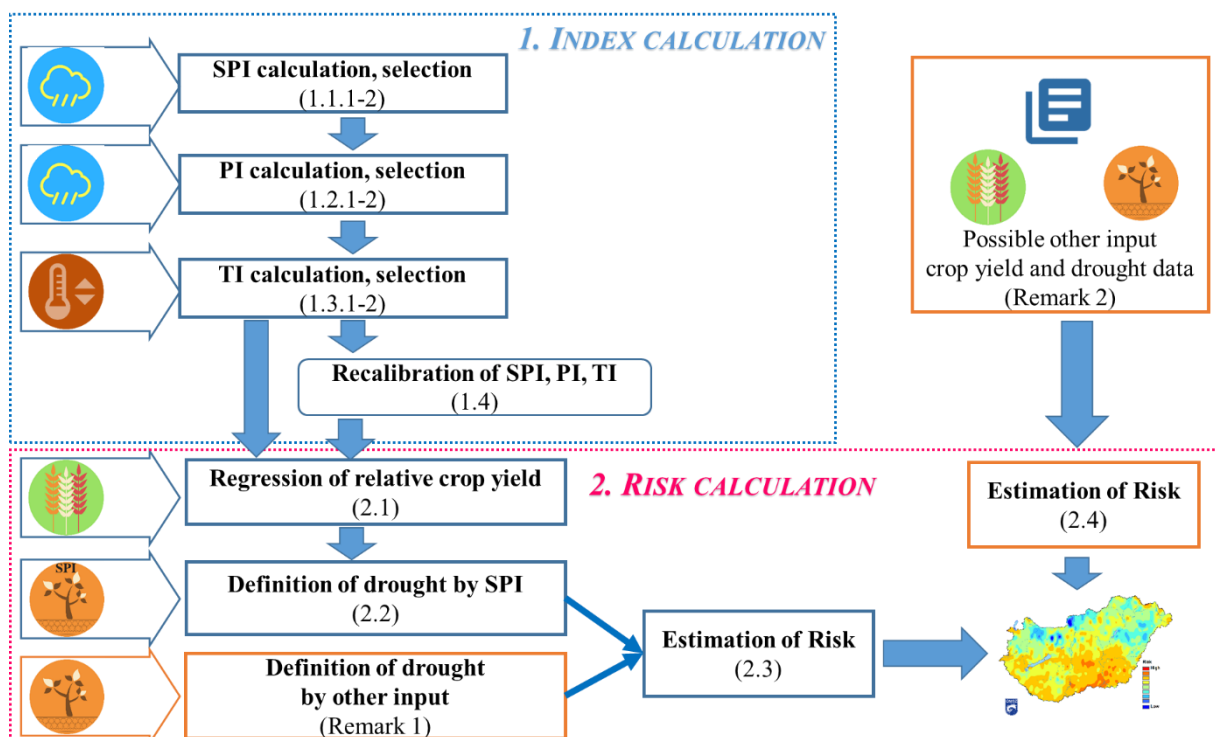 1. INDEX CALCULATION
SPI calculation, selection
(1.1.1-2)
PI calculation, selection
(1.2.1-2)
TI calculation, selection
(1.3.1-2)
Recalibration of SPI, PI, TI
(1.4)
Possible other input
crop yield and drought data
(Remark 2)
2. RISK CALCULATION
Regression of relative crop yield
(2.1)
SPI
Definition of drought by SPI
(2.2)
Definition of drought
by other input
(Remark 1)
Estimation of Risk
(2.3)
Estimation of Risk
(2.4)
Risk
High
Low